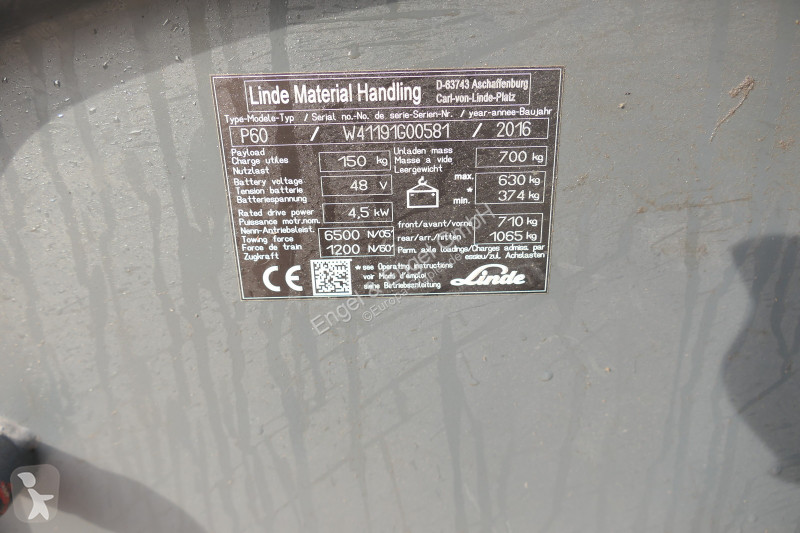 Linde Material Handling
D-63743 Aschaffenburg
Carl-von-Linde-Platz
Type-Modele-Typ / Serial no.-No. de serie-Serien-Nr. / year-annee-Baujahr
P60 / W41191G00581 / 2016
Payload
Charge utiles
Nutzlast
150 kg
Unladen mass
Masse a vide
Leergewicht
700 kg
Battery voltage
Tension batterie
Batteriespannung
48 V
max. 630 kg
*
min. 374 kg
Rated drive power
Puissance motr.nom.
Nenn-Antriebsleist.
4,5 kW
Towing force
Force de train
Zugkraft
6500 N/05'
1200 N/60'
front/avant/vorne 710 kg
rear/arr./hitten 1065 kg
Perm. axle loadings/Charges admiss. par
essieu/zul. Achslasten
CE
*see Operating instructions
voir Mode d'emploi
siehe Betriebsanleitung
Linde